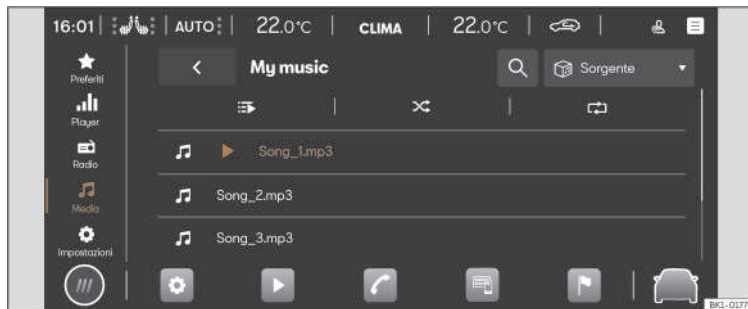 16:01 AUTO 22.0°C CLIMA 22.0°C
Preferiti
My music
Sorgente
Player
Radio
Song_1.mp3
Media
Song_2.mp3
Impostazioni
Song_3.mp3
BK1-0177